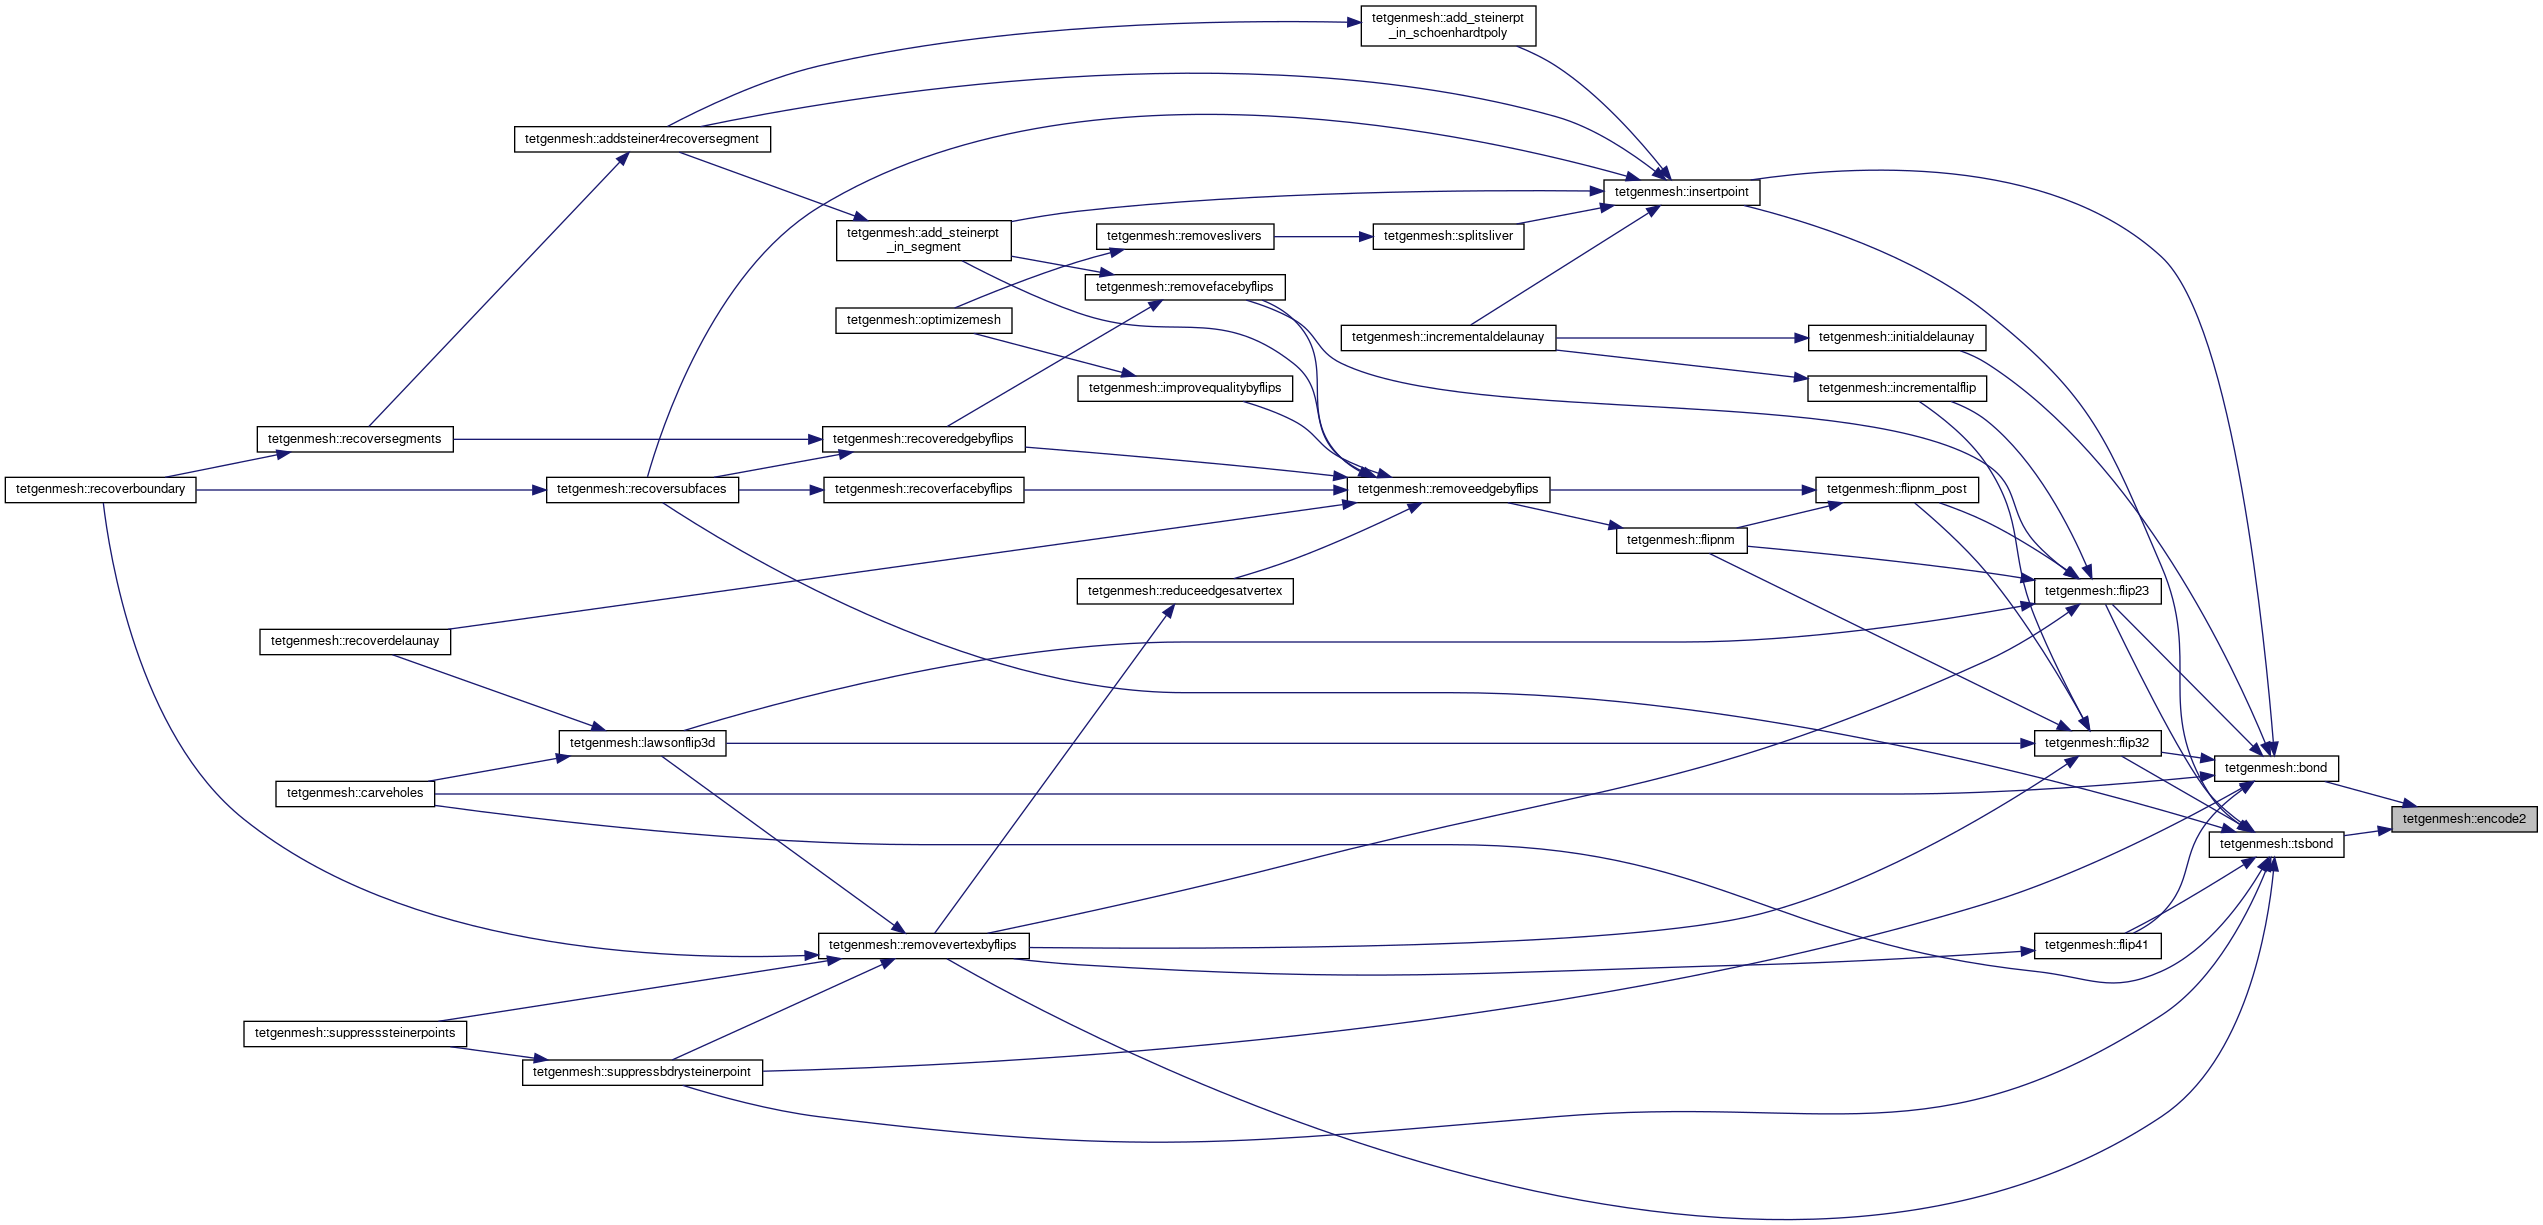 tetgenmesh::add_steinerpt
_in_schoenhardtpoly
tetgenmesh::addsteiner4recoversegment
tetgenmesh::insertpoint
tetgenmesh::add_steinerpt
_in_segment
tetgenmesh::removeslivers
tetgenmesh::splitsliver
tetgenmesh::removefacebyflips
tetgenmesh::optimizemesh
tetgenmesh::incrementaldelaunay
tetgenmesh::initialdelaunay
tetgenmesh::improvequalitybyflips
tetgenmesh::incrementalflip
tetgenmesh::recoversegments
tetgenmesh::recoveredgebyflips
tetgenmesh::recoverboundary
tetgenmesh::recoversubfaces
tetgenmesh::recoverfacebyflips
tetgenmesh::removeedgebyflips
tetgenmesh::flipnm_post
tetgenmesh::flipnm
tetgenmesh::reduceedgesatvertex
tetgenmesh::flip23
tetgenmesh::recoverdelaunay
tetgenmesh::lawsonflip3d
tetgenmesh::flip32
tetgenmesh::bond
tetgenmesh::carveholes
tetgenmesh::encode2
tetgenmesh::tsbond
tetgenmesh::removevertexbyflips
tetgenmesh::flip41
tetgenmesh::suppresssteinerpoints
tetgenmesh::suppressbdrysteinerpoint